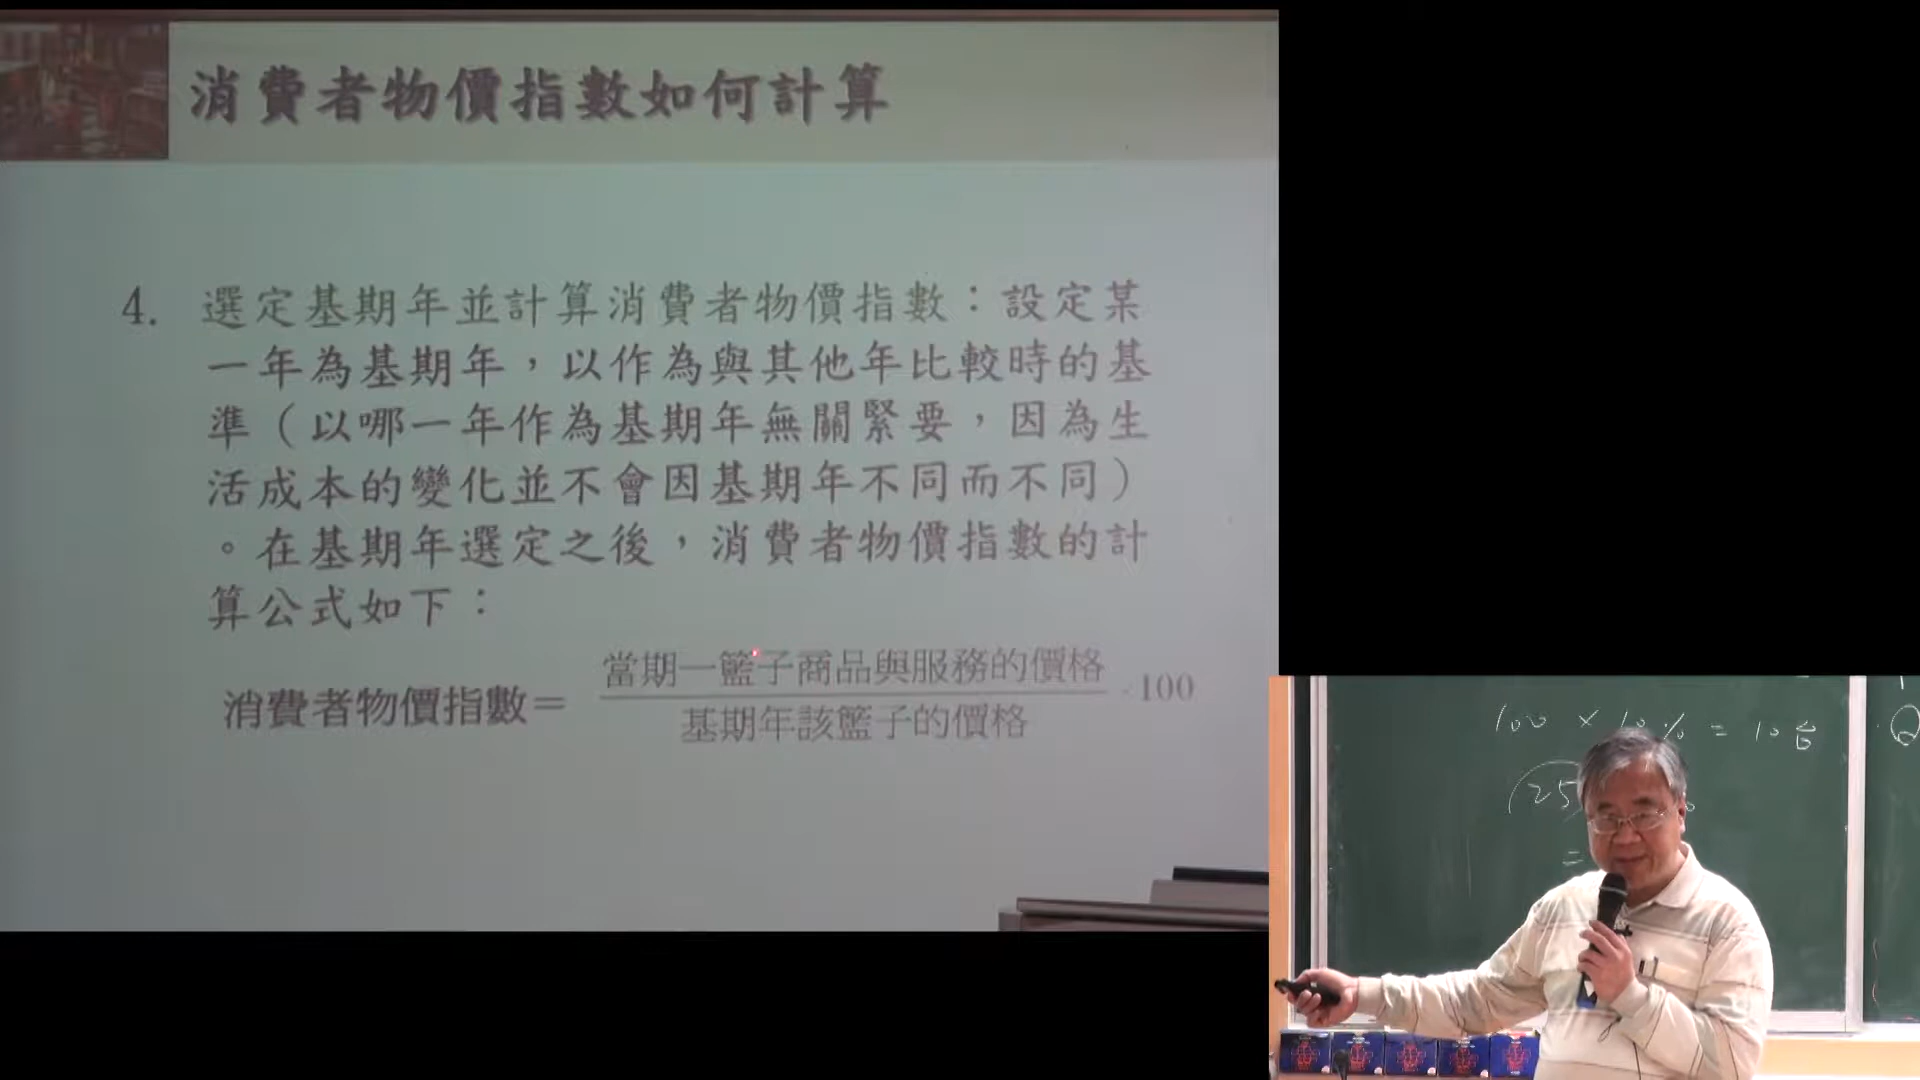 消費者物價指數如何計算
4. 選定基期年並計算消費者物價指數：設定某
一年為基期年，以作為與其他年比較時的基
準（以哪一年作為基期年無關緊要，因為生
活成本的變化並不會因基期年不同而不同）
。在基期年選定之後，消費者物價指數的計
算公式如下：
當期一籃子商品與服務的價格
消費者物價指數＝ ·100
基期年該籃子的價格
100 × 10 % = 10
25
=